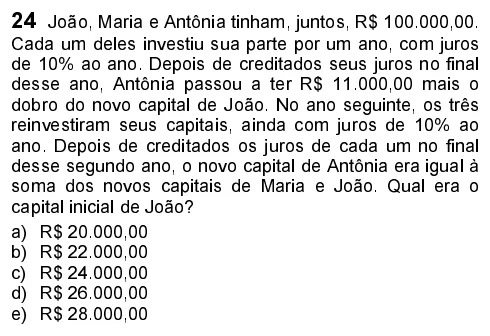 24 João, Maria e Antônia tinham, juntos, R$ 100.000,00.
Cada um deles investiu sua parte por um ano, com juros
de 10% ao ano. Depois de creditados seus juros no final
desse ano, Antônia passou a ter R$ 11.000,00 mais o
dobro do novo capital de João. No ano seguinte, os três
reinvestiram seus capitais, ainda com juros de 10% ao
ano. Depois de creditados os juros de cada um no final
desse segundo ano, o novo capital de Antônia era igual à
soma dos novos capitais de Maria e João. Qual era o
capital inicial de João?
a) R$ 20.000,00
b) R$ 22.000,00
c) R$ 24.000,00
d) R$ 26.000,00
e) R$ 28.000,00